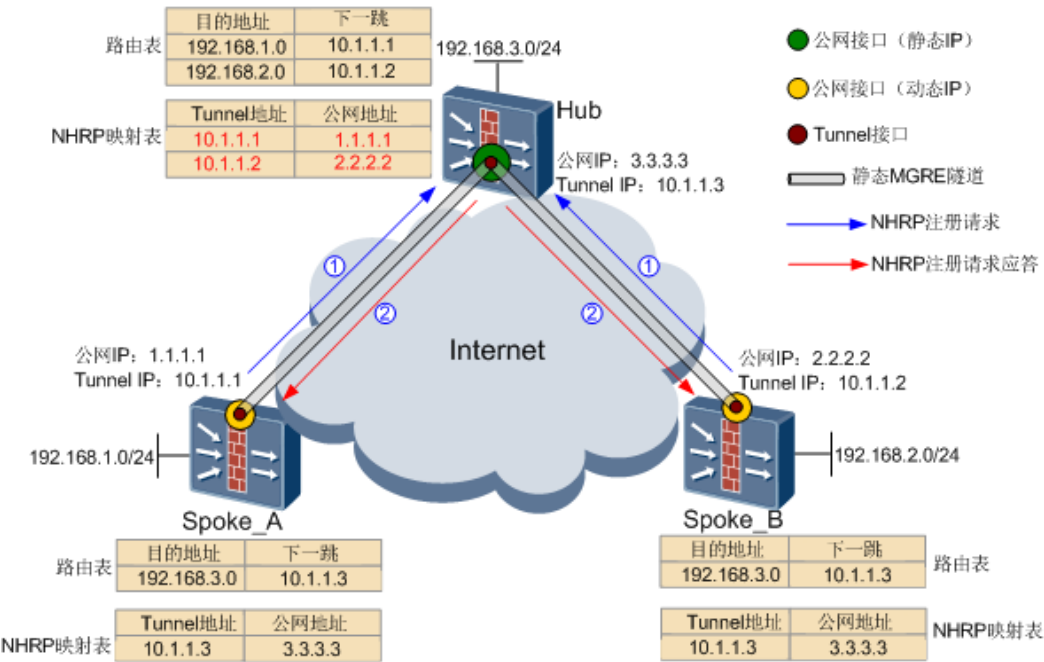 目的地址 下一跳
路由表 192.168.1.0 10.1.1.1
192.168.2.0 10.1.1.2
192.168.3.0/24
Tunnel地址 公网地址
NHRP映射表 10.1.1.1 1.1.1.1
10.1.1.2 2.2.2.2
Hub
公网IP：3.3.3.3
Tunnel IP：10.1.1.3
公网接口（静态IP）
公网接口（动态IP）
Tunnel接口
静态MGRE隧道
NHRP注册请求
NHRP注册请求应答
① ①
② ②
Internet
公网IP：1.1.1.1
Tunnel IP：10.1.1.1
公网IP：2.2.2.2
Tunnel IP：10.1.1.2
192.168.1.0/24
192.168.2.0/24
Spoke_A
Spoke_B
目的地址 下一跳
路由表 192.168.3.0 10.1.1.3
Tunnel地址 公网地址
NHRP映射表 10.1.1.3 3.3.3.3
目的地址 下一跳
192.168.3.0 10.1.1.3 路由表
Tunnel地址 公网地址
10.1.1.3 3.3.3.3 NHRP映射表